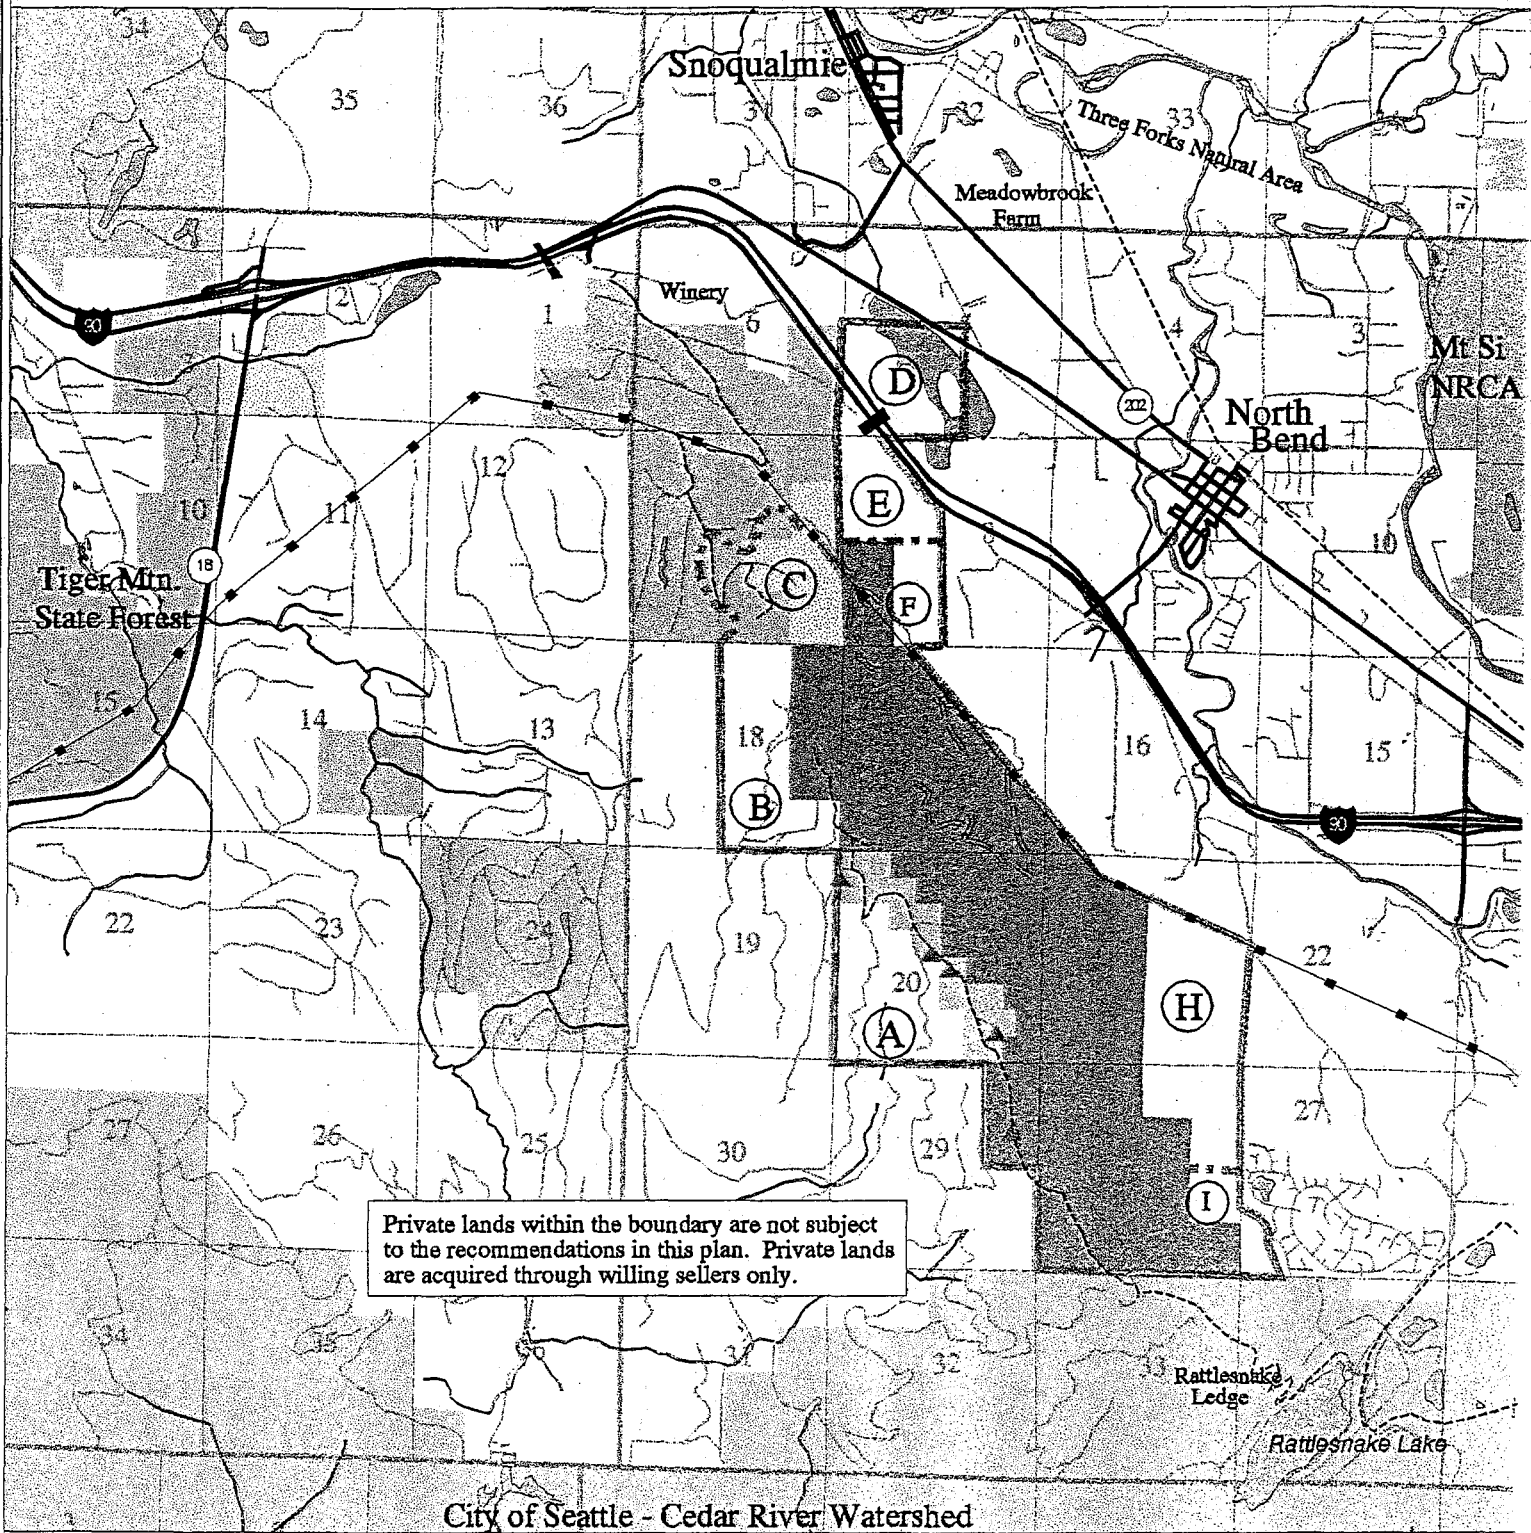 34
35
36
Snoqualmie
31
32
33
Three Forks Natural Area
34
Meadowbrook
Farm
90
2
1
Winery
6
4
3
Mt Si
NRCA
D
202
North
Bend
12
10
11
E
8
10
18
Tiger Mtn.
State Forest
C
F
15
14
13
18
16
15
B
90
22
23
24
19
20
22
H
A
27
26
25
30
29
27
I
Private lands within the boundary are not subject
to the recommendations in this plan. Private lands
are acquired through willing sellers only.
34
35
36
31
32
33
Rattlesnake
Ledge
Rattlesnake Lake
City of Seattle - Cedar River Watershed